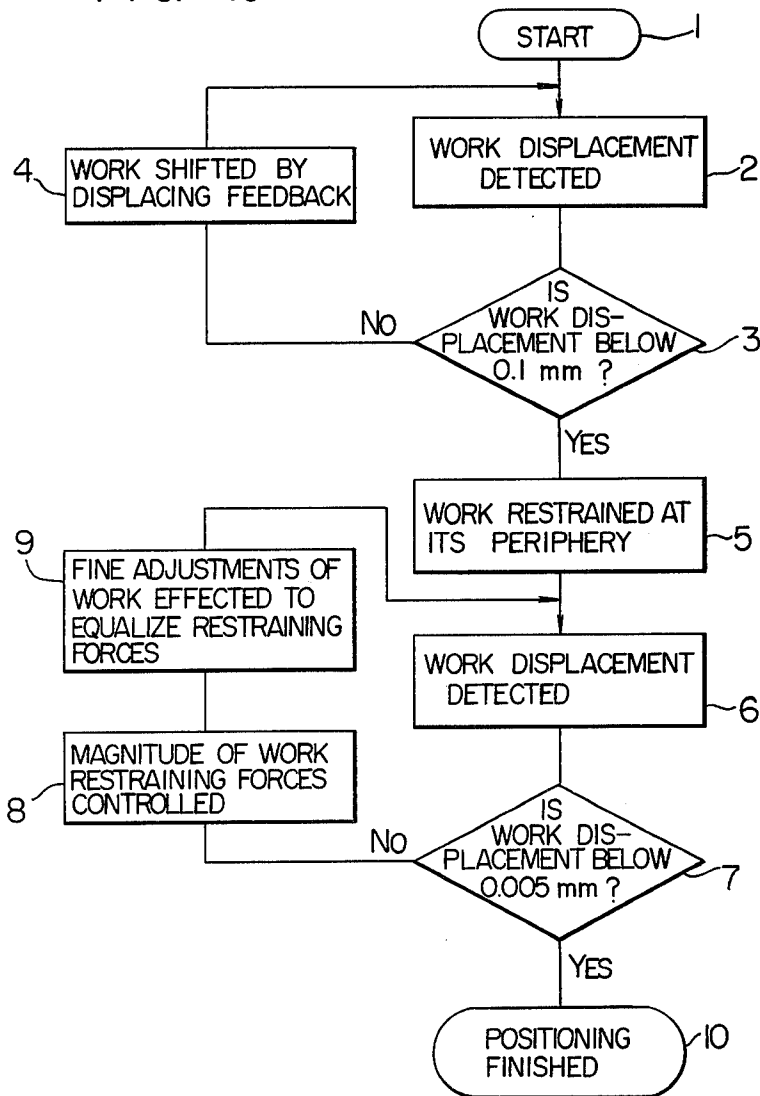 START
1
WORK DISPLACEMENT
DETECTED
2
4
WORK SHIFTED BY
DISPLACING FEEDBACK
IS
WORK DIS-
PLACEMENT BELOW
0.1 mm ?
3
NO
YES
WORK RESTRAINED AT
ITS PERIPHERY
5
9
FINE ADJUSTMENTS OF
WORK EFFECTED TO
EQUALIZE RESTRAINING
FORCES
WORK DISPLACEMENT
DETECTED
6
8
MAGNITUDE OF WORK
RESTRAINING FORCES
CONTROLLED
IS
WORK DIS-
PLACEMENT BELOW
0.005 mm ?
7
NO
YES
POSITIONING
FINISHED
10